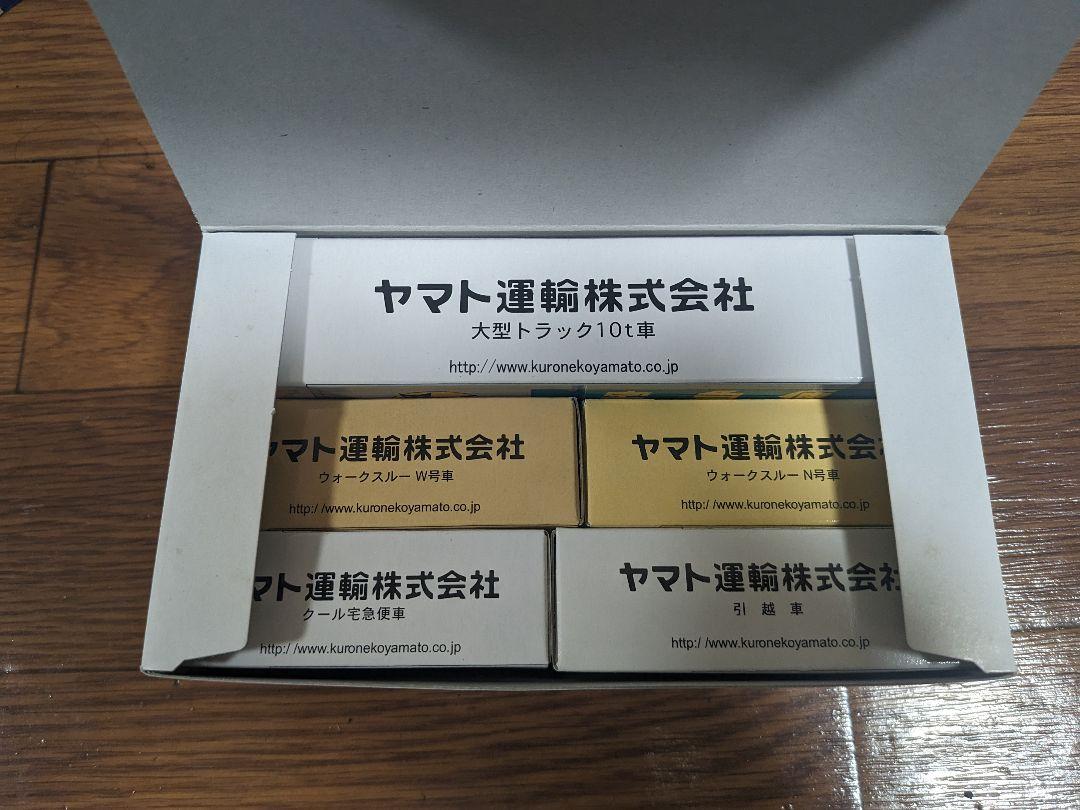 ヤマト運輸株式会社
大型トラック10t車
http://www.kuronekoyamato.co.jp
ヤマト運輸株式会社
ウォークスルー W号車
http://www.kuronekoyamato.co.jp
ヤマト運輸株式会
ウォークスルー N号車
http://www.kuronekoyamato.co.jp
マト運輸株式会社
クール宅急便車
http://www.kuronekoyamato.co.jp
ヤマト運輸株式会社
引越車
http://www.kuronekoyamato.co.jp